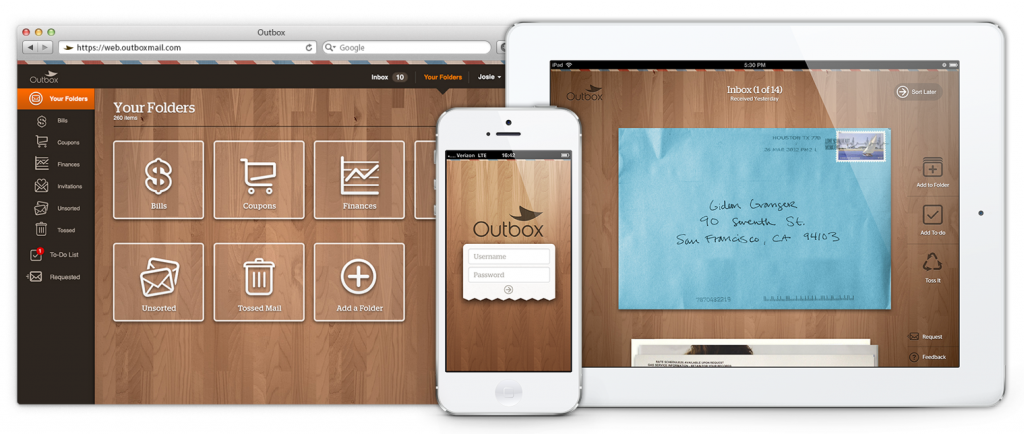 Outbox
https://web.outboxmail.com
Google
Outbox
Inbox 10
Your Folders
Josie
Your Folders
Bills
Coupons
Finances
Invitations
Unsorted
Tossed
1
To-Do List
Requested
Your Folders
260 items
Bills
Coupons
Finances
Unsorted
Tossed Mail
Add a Folder
Verizon LTE
16:42
Outbox
Username
Password
iPad
5:30 PM
Outbox
Inbox (1 of 14)
Received Yesterday
Sort Later
HOUSTON TX 770
Gideon Granger
90 Seventh St.
San Francisco, CA 94103
Add to Folder
Add To-do
Toss It
Request
Feedback